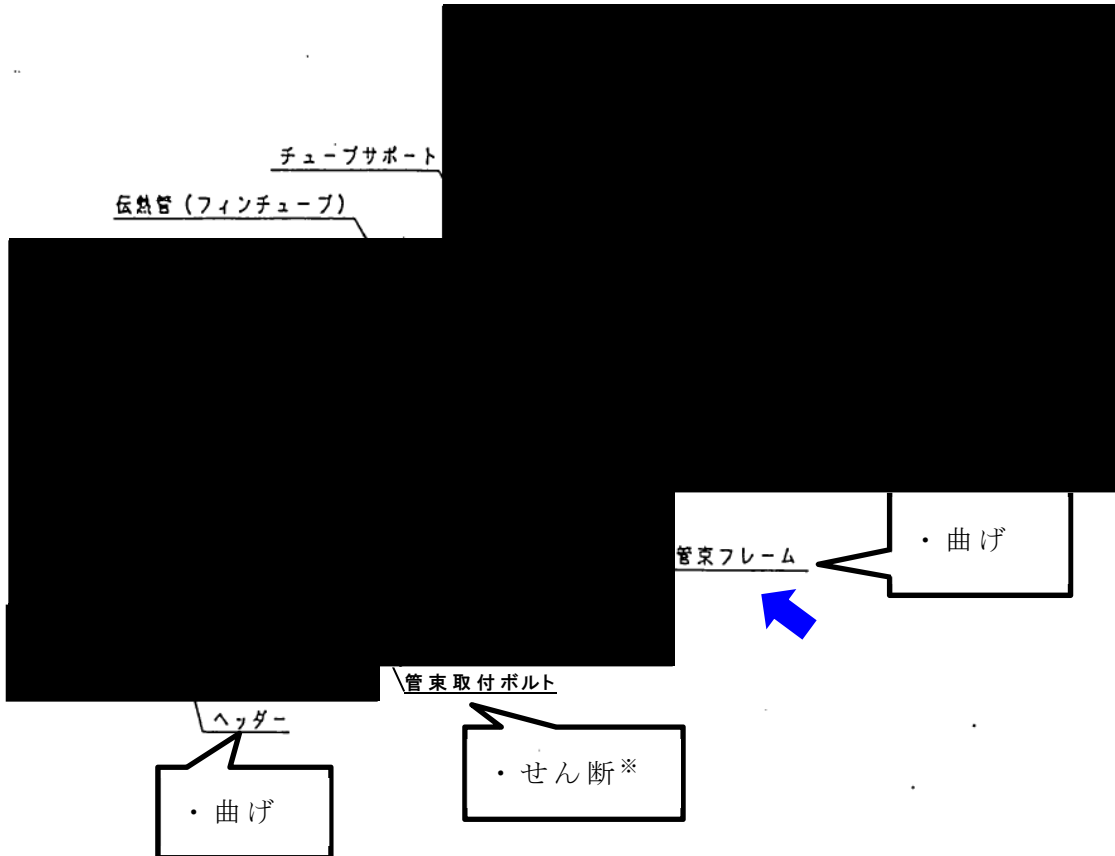 チューブサポート
伝熱管(フィンチューブ)
・曲げ
管束フレーム
管束取付ボルト
ヘッダー
・せん断※
・曲げ